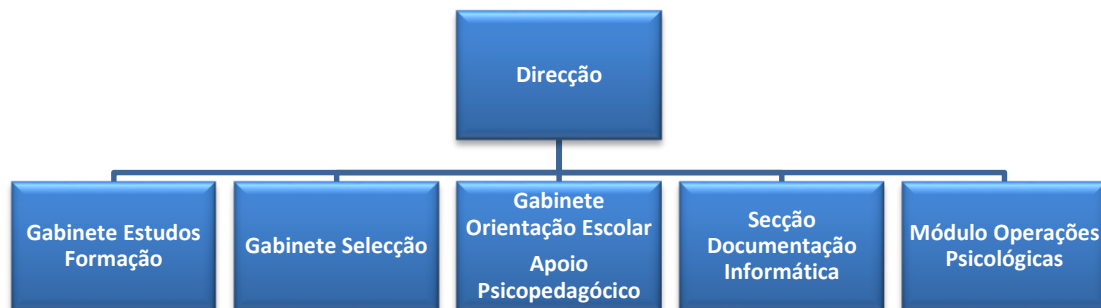 Direcção
Gabinete Estudos
Formação
Gabinete Selecção
Gabinete
Orientação Escolar
Apoio
Psicopedagócico
Secção
Documentação
Informática
Módulo Operações
Psicológicas